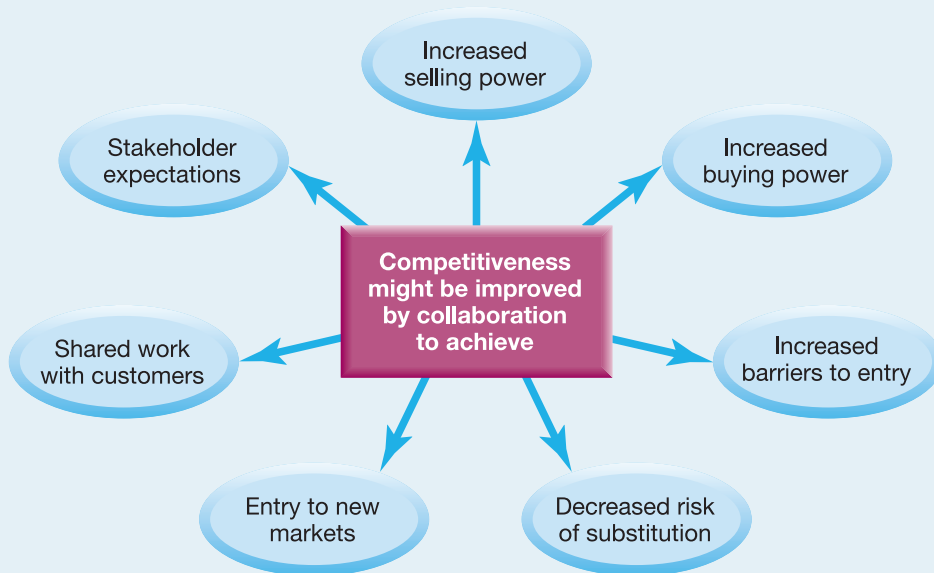 Increased
selling power
Stakeholder
expectations
Increased
buying power
Competitiveness
might be improved
by collaboration
to achieve
Shared work
with customers
Increased
barriers to entry
Entry to new
markets
Decreased risk
of substitution